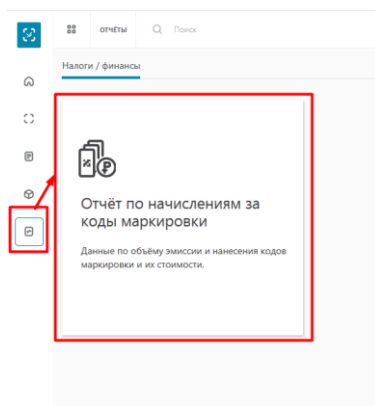 ОТЧЁТЫ
Поиск
Налоги / финансы
Отчёт по начислениям за
коды маркировки
Данные по объёму эмиссии и нанесения кодов
маркировки и их стоимости.